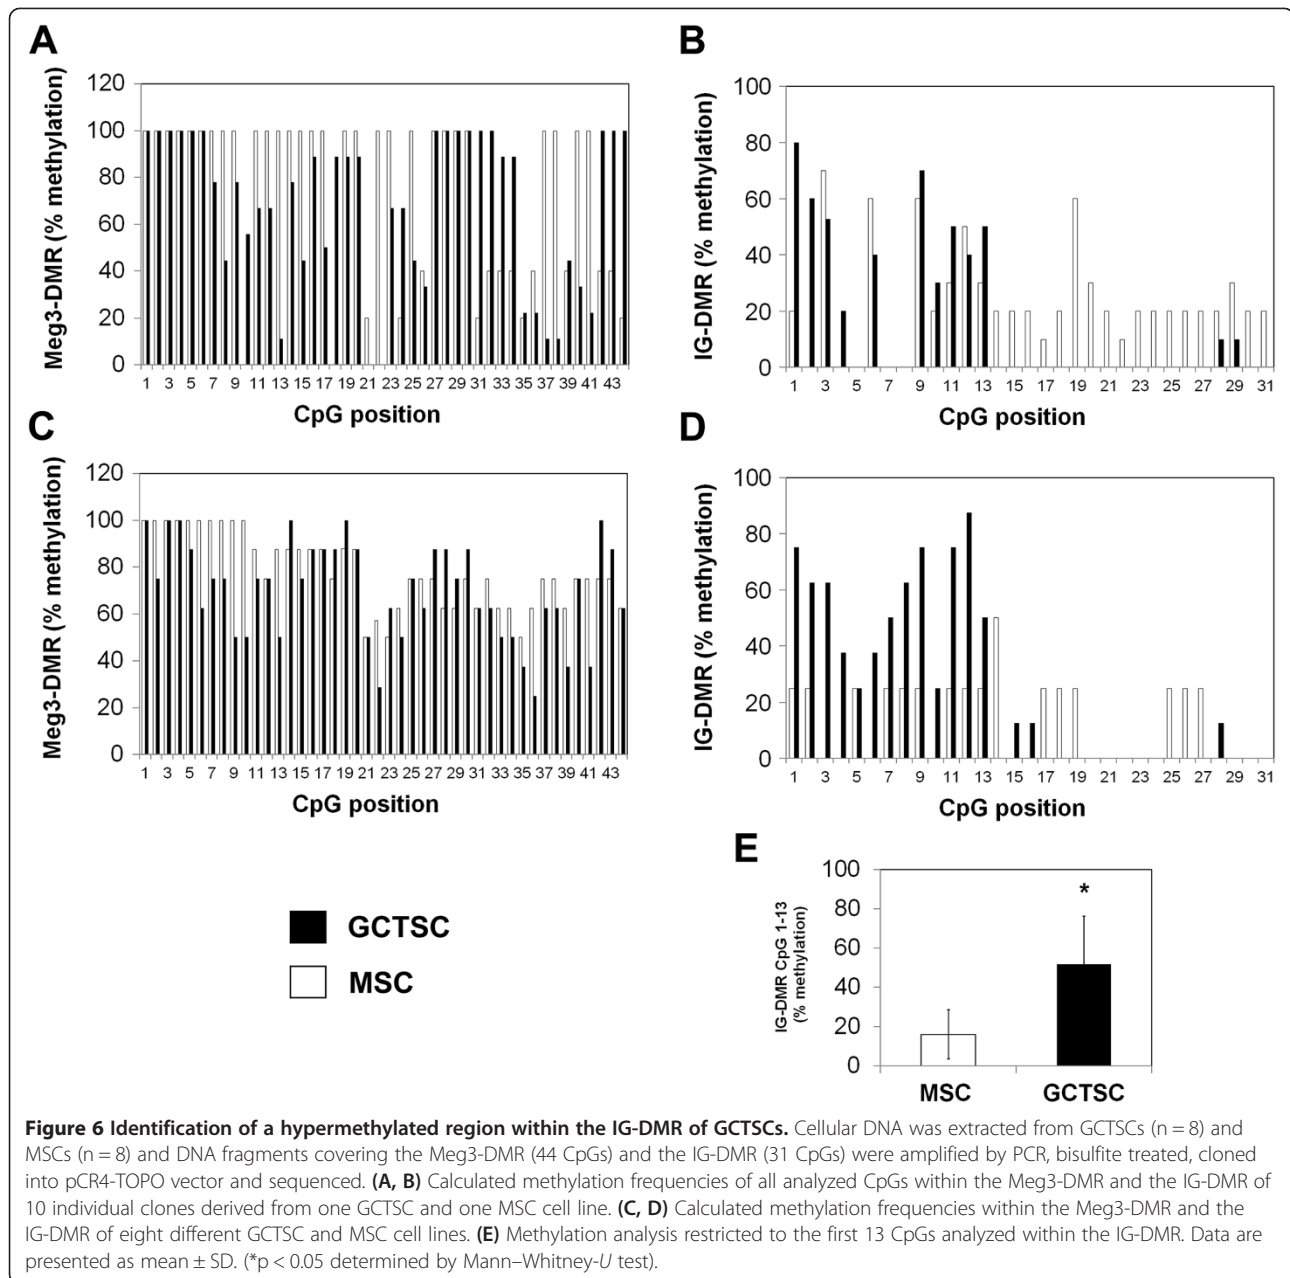 A
Meg3-DMR (% methylation)
120
100
80
60
40
20
0
1 3 5 7 9 11 13 15 17 19 21 23 25 27 29 31 33 35 37 39 41 43
CpG position
B
IG-DMR (% methylation)
100
80
60
40
20
0
1 3 5 7 9 11 13 15 17 19 21 23 25 27 29 31
CpG position
C
Meg3-DMR (% methylation)
120
100
80
60
40
20
0
1 3 5 7 9 11 13 15 17 19 21 23 25 27 29 31 33 35 37 39 41 43
CpG position
D
IG-DMR (% methylation)
100
80
60
40
20
0
1 3 5 7 9 11 13 15 17 19 21 23 25 27 29 31
CpG position
GCTSC
MSC
E
IG-DMR CpG 1-13
(% methylation)
100
80
60
40
20
0
*
MSC GCTSC
Figure 6 Identification of a hypermethylated region within the IG-DMR of GCTSCs. Cellular DNA was extracted from GCTSCs (n = 8) and
MSCs (n = 8) and DNA fragments covering the Meg3-DMR (44 CpGs) and the IG-DMR (31 CpGs) were amplified by PCR, bisulfite treated, cloned
into pCR4-TOPO vector and sequenced. (A, B) Calculated methylation frequencies of all analyzed CpGs within the Meg3-DMR and the IG-DMR of
10 individual clones derived from one GCTSC and one MSC cell line. (C, D) Calculated methylation frequencies within the Meg3-DMR and the
IG-DMR of eight different GCTSC and MSC cell lines. (E) Methylation analysis restricted to the first 13 CpGs analyzed within the IG-DMR. Data are
presented as mean ± SD. (*p < 0.05 determined by Mann–Whitney-U test).